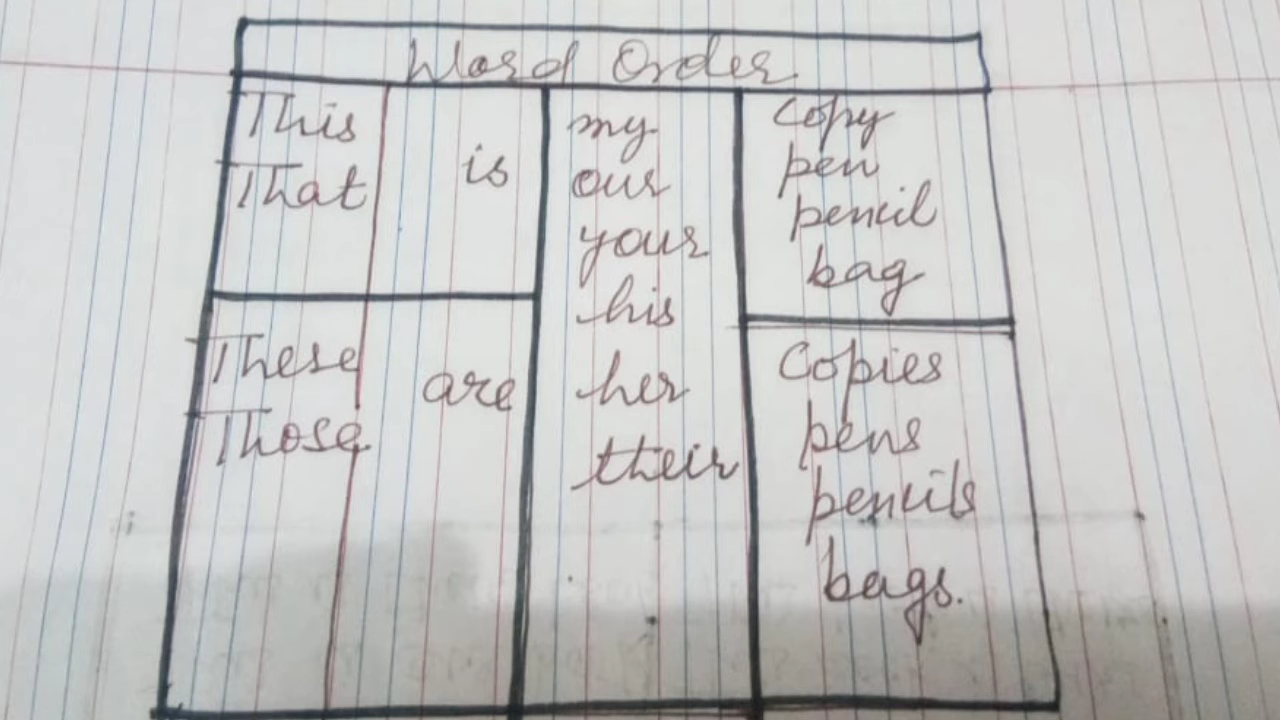 Word Order
This
That
is
These
Those
are
my
our
your
his
her
their
Copy
pen
pencil
bag
Copies
pens
pencils
bags.